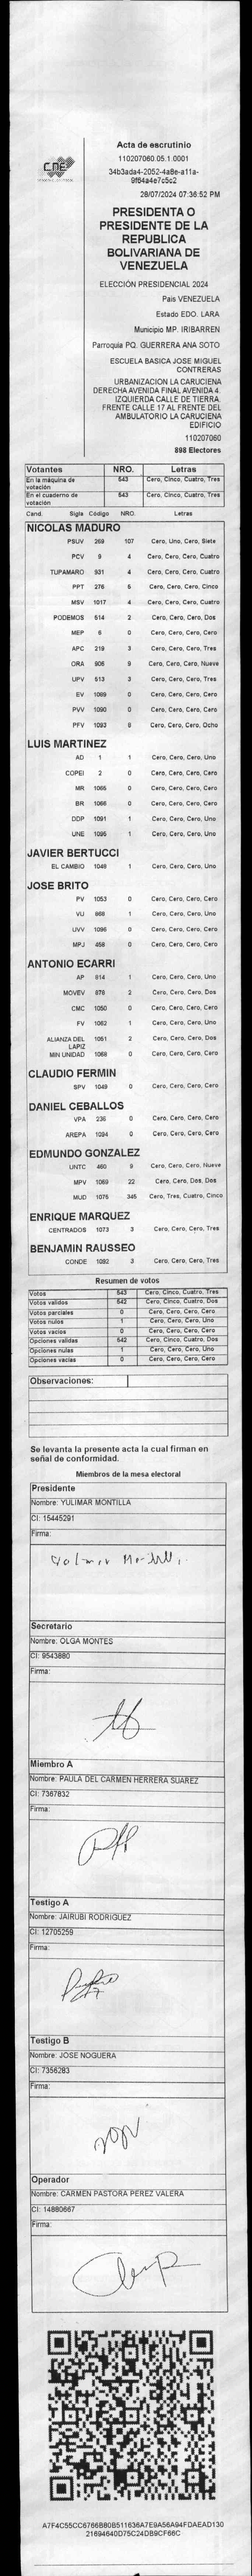 CNE
Acta de escrutinio
110207060.05.1.0001
34b3ada4-2052-4a8e-a11a-
9f84a4e7c5c2
28/07/2024 07:36:52 PM
PRESIDENTA O
PRESIDENTE DE LA
REPUBLICA
BOLIVARIANA DE
VENEZUELA
ELECCIÓN PRESIDENCIAL 2024
Pais VENEZUELA
Estado EDO. LARA
Municipio MP. IRIBARREN
Parroquia PQ. GUERRERA ANA SOTO
ESCUELA BASICA JOSE MIGUEL
CONTRERAS
URBANIZACION LA CARUCIENA
DERECHA AVENIDA FINAL AVENIDA 4.
IZQUIERDA CALLE DE TIERRA.
FRENTE CALLE 17 AL FRENTE DEL
AMBULATORIO LA CARUCIENA
EDIFICIO
110207060
898 Electores
Votantes NRO. Letras
En la máquina de votación 543 Cero, Cinco, Cuatro, Tres
En el cuaderno de votación 543 Cero, Cinco, Cuatro, Tres
Cand. Sigla Código NRO. Letras
NICOLAS MADURO
PSUV 269 107 Cero, Uno, Cero, Siete
PCV 9 4 Cero, Cero, Cero, Cuatro
TUPAMARO 931 4 Cero, Cero, Cero, Cuatro
PPT 276 5 Cero, Cero, Cero, Cinco
MSV 1017 4 Cero, Cero, Cero, Cuatro
PODEMOS 514 2 Cero, Cero, Cero, Dos
MEP 6 0 Cero, Cero, Cero, Cero
APC 219 3 Cero, Cero, Cero, Tres
ORA 906 9 Cero, Cero, Cero, Nueve
UPV 513 3 Cero, Cero, Cero, Tres
EV 1089 0 Cero, Cero, Cero, Cero
PVV 1090 0 Cero, Cero, Cero, Cero
PFV 1093 8 Cero, Cero, Cero, Ocho
LUIS MARTINEZ
AD 1 1 Cero, Cero, Cero, Uno
COPEI 2 0 Cero, Cero, Cero, Cero
MR 1065 0 Cero, Cero, Cero, Cero
BR 1066 0 Cero, Cero, Cero, Cero
DDP 1091 1 Cero, Cero, Cero, Uno
UNE 1095 1 Cero, Cero, Cero, Uno
JAVIER BERTUCCI
EL CAMBIO 1048 1 Cero, Cero, Cero, Uno
JOSE BRITO
PV 1053 0 Cero, Cero, Cero, Cero
VU 868 1 Cero, Cero, Cero, Uno
UVV 1096 0 Cero, Cero, Cero, Cero
MPJ 458 0 Cero, Cero, Cero, Cero
ANTONIO ECARRI
AP 814 1 Cero, Cero, Cero, Uno
MOVEV 878 2 Cero, Cero, Cero, Dos
CMC 1050 0 Cero, Cero, Cero, Cero
FV 1062 1 Cero, Cero, Cero, Uno
ALIANZA DEL LAPIZ 1051 2 Cero, Cero, Cero, Dos
MIN UNIDAD 1068 0 Cero, Cero, Cero, Cero
CLAUDIO FERMIN
SPV 1049 0 Cero, Cero, Cero, Cero
DANIEL CEBALLOS
VPA 236 0 Cero, Cero, Cero, Cero
AREPA 1094 0 Cero, Cero, Cero, Cero
EDMUNDO GONZALEZ
UNTC 460 9 Cero, Cero, Cero, Nueve
MPV 1069 22 Cero, Cero, Dos, Dos
MUD 1076 345 Cero, Tres, Cuatro, Cinco
ENRIQUE MARQUEZ
CENTRADOS 1073 3 Cero, Cero, Cero, Tres
BENJAMIN RAUSSEO
CONDE 1092 3 Cero, Cero, Cero, Tres
Resumen de votos
Votos 543 Cero, Cinco, Cuatro, Tres
Votos validos 542 Cero, Cinco, Cuatro, Dos
Votos parciales 0 Cero, Cero, Cero, Cero
Votos nulos 1 Cero, Cero, Cero, Uno
Votos vacios 0 Cero, Cero, Cero, Cero
Opciones validas 542 Cero, Cinco, Cuatro, Dos
Opciones nulas 1 Cero, Cero, Cero, Uno
Opciones vacias 0 Cero, Cero, Cero, Cero
Observaciones:
Se levanta la presente acta la cual firman en
señal de conformidad.
Miembros de la mesa electoral
Presidente
Nombre: YULIMAR MONTILLA
CI: 15445291
Firma:
Secretario
Nombre: OLGA MONTES
CI: 9543880
Firma:
Miembro A
Nombre: PAULA DEL CARMEN HERRERA SUAREZ
CI: 7367832
Firma:
Testigo A
Nombre: JAIRUBI RODRIGUEZ
CI: 12705259
Firma:
Testigo B
Nombre: JOSE NOGUERA
CI: 7356283
Firma:
Operador
Nombre: CARMEN PASTORA PEREZ VALERA
CI: 14880667
Firma:
A7F4C55CC6766B80B511636A7E9A56A94FDAEAD130
21694640D75C24DB9CF66C